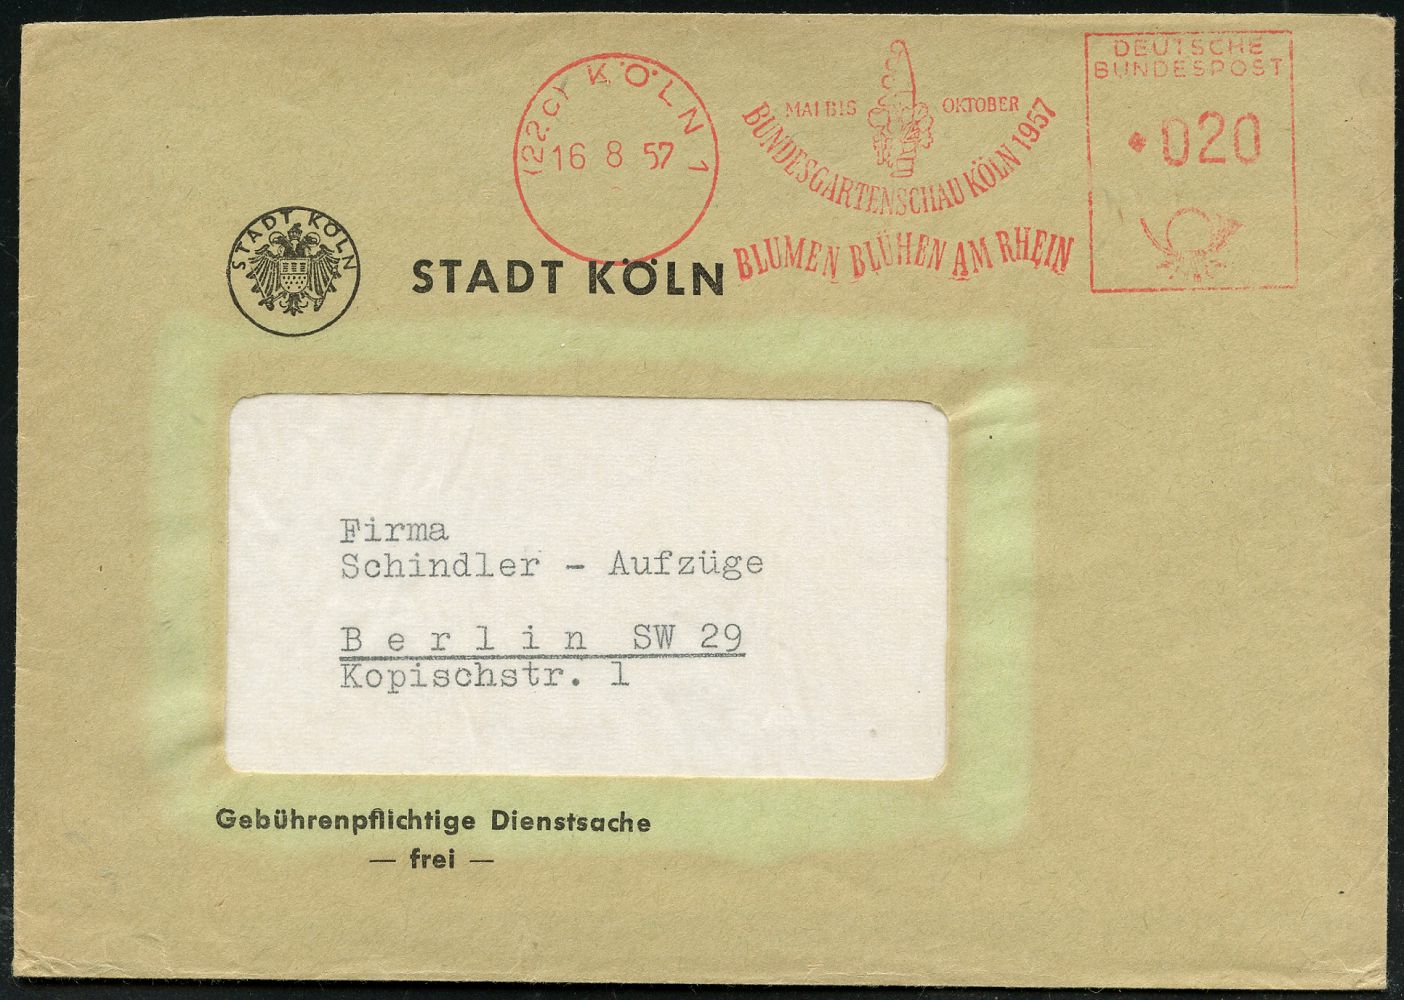 (22c) KÖLN 1
16 8 57
MAI BIS OKTOBER
BUNDESGARTENSCHAU KÖLN 1957
BLUMEN BLÜHEN AM RHEIN
DEUTSCHE
BUNDESPOST
020
STADT KÖLN
STADT KÖLN
Firma
Schindler - Aufzüge
Berlin SW 29
Kopischstr. 1
Gebührenpflichtige Dienstsache
— frei —